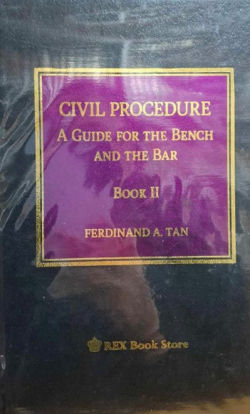 CIVIL PROCEDURE
A GUIDE FOR THE BENCH
AND THE BAR
BOOK II
FERDINAND A. TAN
REX Book Store